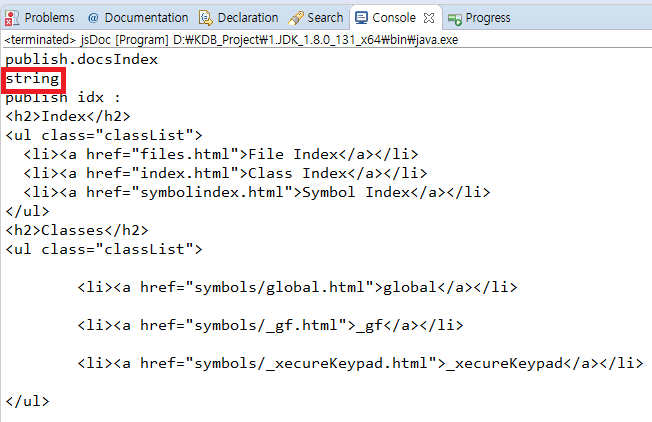 Problems @ Documentation Declaration Search Console Progress
<terminated> jsDoc [Program] D:₩KDB_Project₩1.JDK_1.8.0_131_x64₩bin₩java.exe
publish.docsIndex
string
publish idx :
<h2>Index</h2>
<ul class="classList">
  <li><a href="files.html">File Index</a></li>
  <li><a href="index.html">Class Index</a></li>
  <li><a href="symbolindex.html">Symbol Index</a></li>
</ul>
<h2>Classes</h2>
<ul class="classList">
        <li><a href="symbols/global.html">global</a></li>
        <li><a href="symbols/_gf.html">_gf</a></li>
        <li><a href="symbols/_xecureKeypad.html">_xecureKeypad</a></li>
</ul>